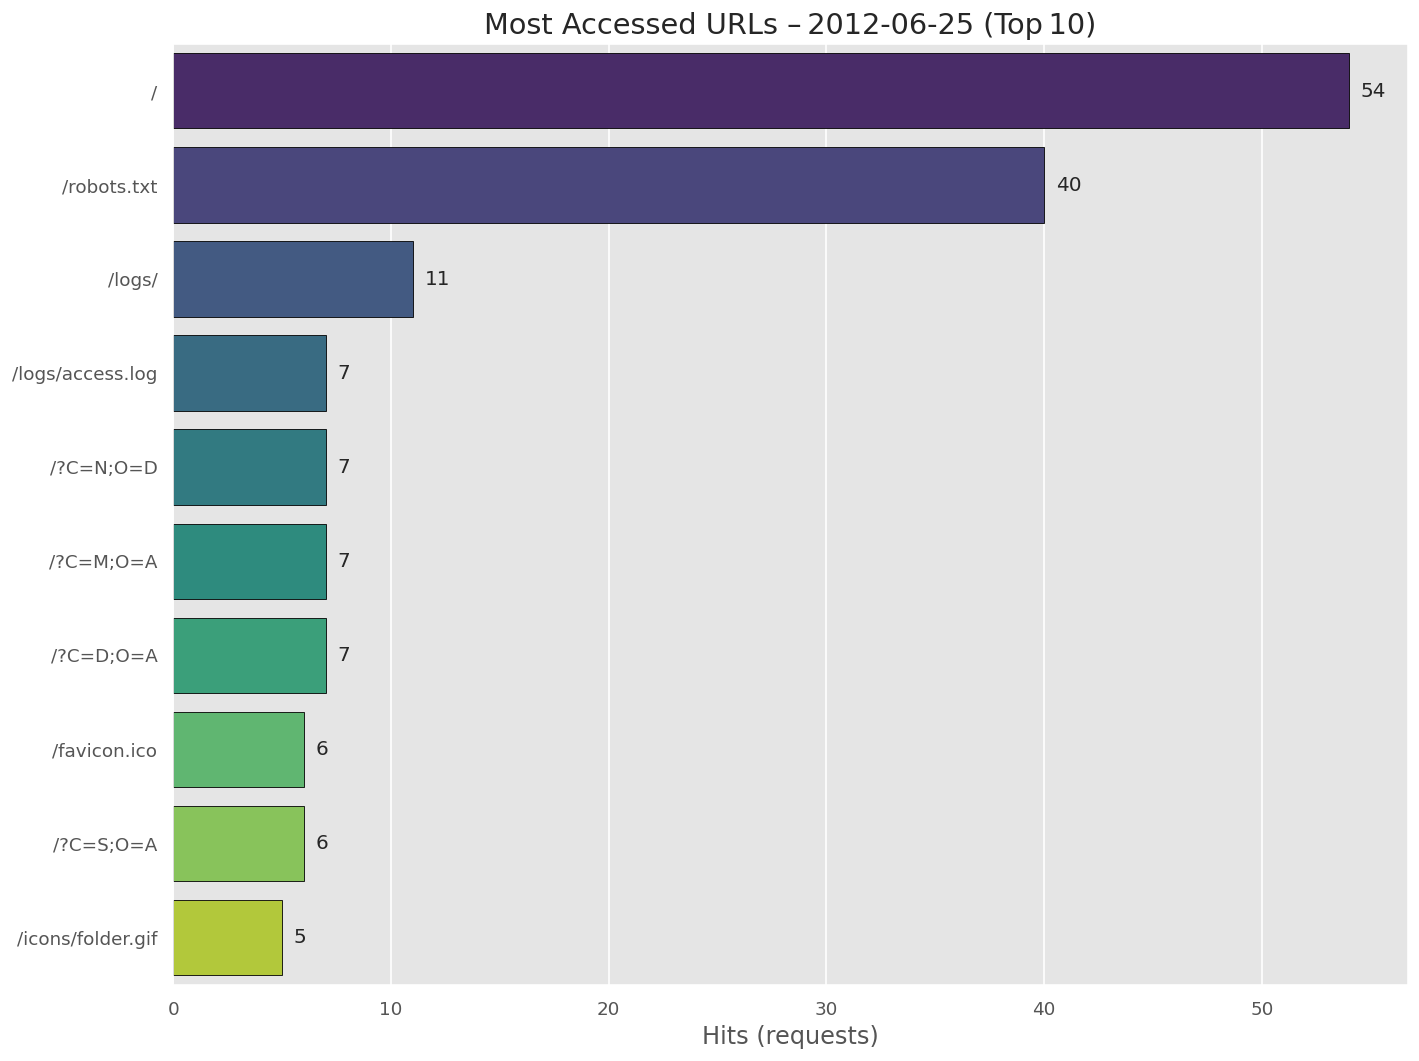 Most Accessed URLs – 2012-06-25 (Top 10)
/ 54
/robots.txt 40
/logs/ 11
/logs/access.log 7
/?C=N;O=D 7
/?C=M;O=A 7
/?C=D;O=A 7
/favicon.ico 6
/?C=S;O=A 6
/icons/folder.gif 5
0 10 20 30 40 50
Hits (requests)